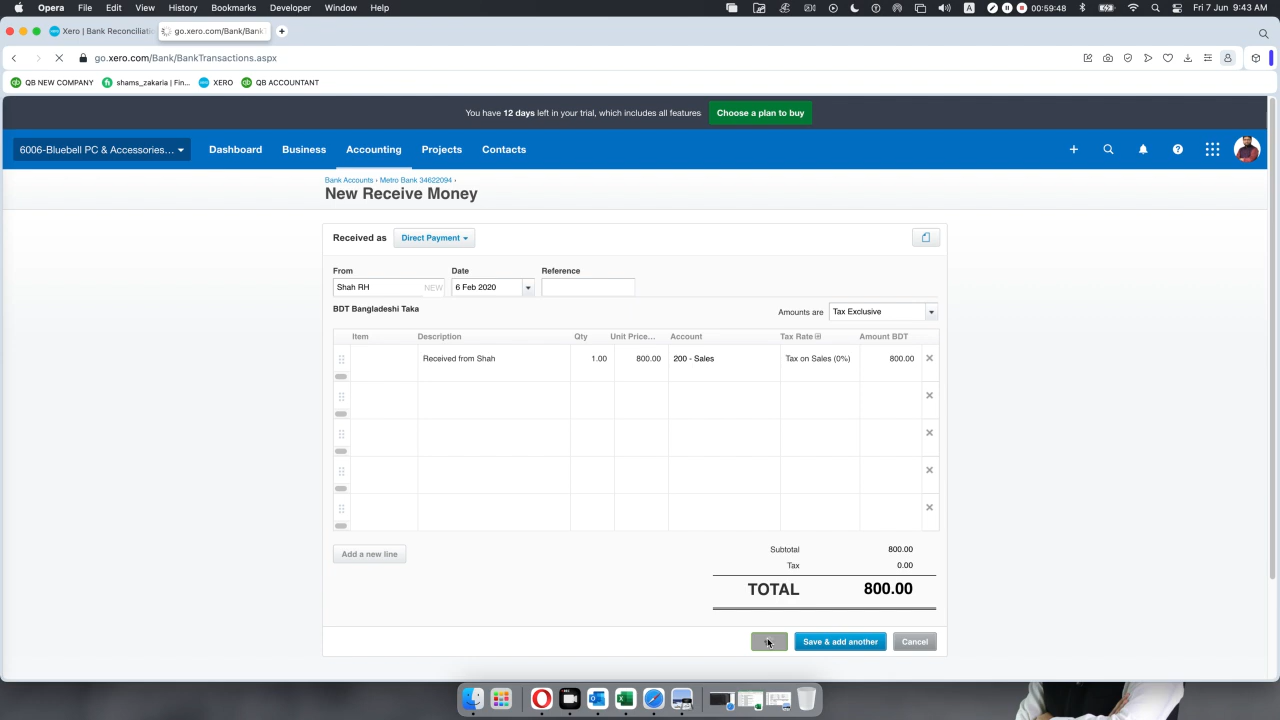 Opera File Edit View History Bookmarks Developer Window Help 00:59:48 Fri 7 Jun 9:43 AM
Xero | Bank Reconciliati go.xero.com/Bank/BankT
go.xero.com/Bank/BankTransactions.aspx
QB NEW COMPANY shams_zakaria | Fin... XERO QB ACCOUNTANT
You have 12 days left in your trial, which includes all features Choose a plan to buy
6006-Bluebell PC & Accessories... Dashboard Business Accounting Projects Contacts
Bank Accounts › Metro Bank 34622094 ›
New Receive Money
Received as Direct Payment
From Date Reference
Shah RH NEW 6 Feb 2020
BDT Bangladeshi Taka
Amounts are Tax Exclusive
Item Description Qty Unit Price... Account Tax Rate Amount BDT
Received from Shah 1.00 800.00 200 - Sales Tax on Sales (0%) 800.00
Add a new line
Subtotal 800.00
Tax 0.00
TOTAL 800.00
Save & add another Cancel